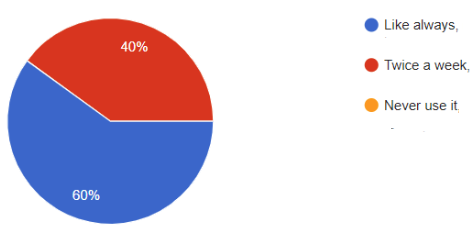 40%
60%
Like always,
Twice a week,
Never use it,